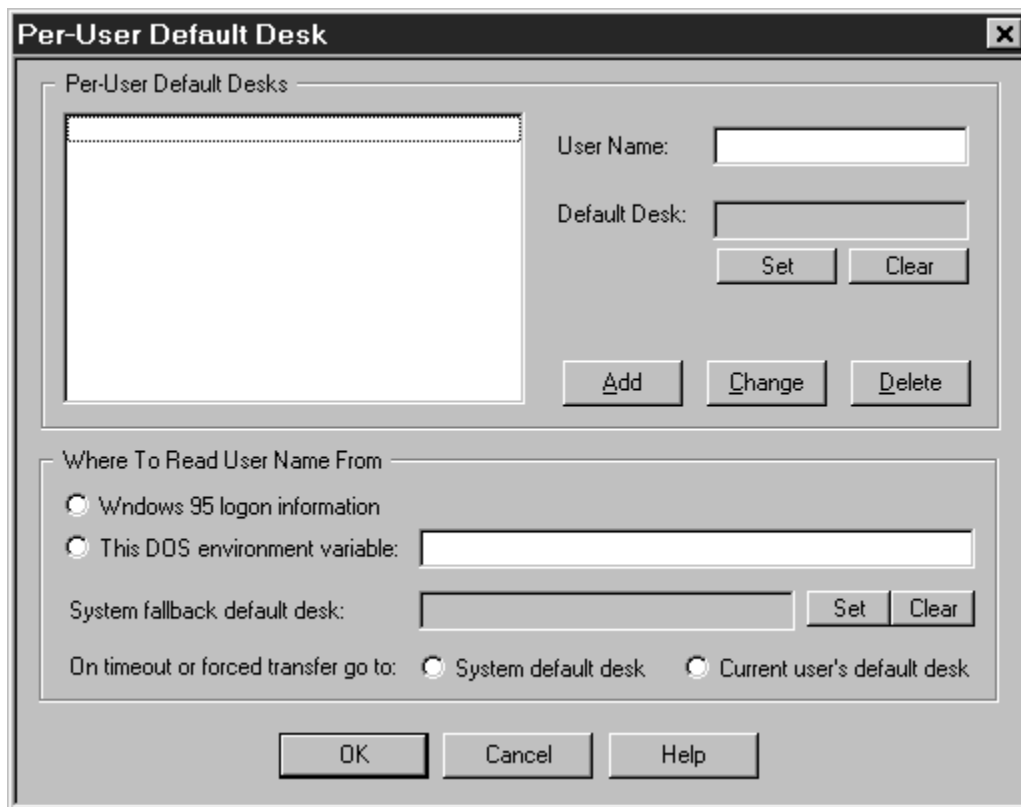 Per-User Default Desk
Per-User Default Desks
User Name:
Default Desk:
Set Clear
Add Change Delete
Where To Read User Name From
Wndows 95 logon information
This DOS environment variable:
System fallback default desk: Set Clear
On timeout or forced transfer go to: System default desk Current user's default desk
OK Cancel Help